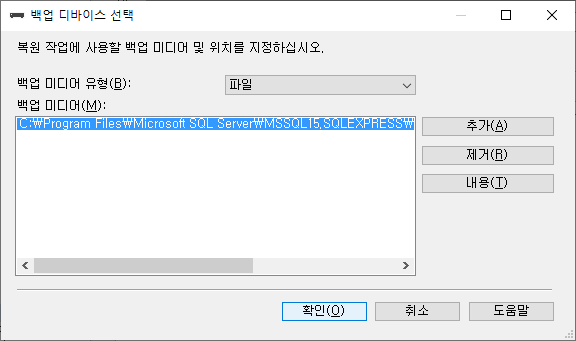 백업 디바이스 선택
복원 작업에 사용할 백업 미디어 및 위치를 지정하십시오.
백업 미디어 유형(B):
파일
백업 미디어(M):
C:₩Program Files₩Microsoft SQL Server₩MSSQL15.SQLEXPRESS₩
추가(A)
제거(R)
내용(T)
확인(O)
취소
도움말